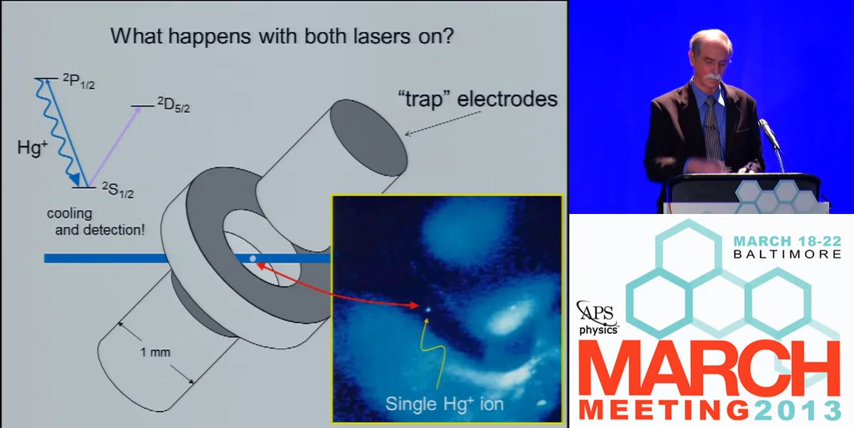 What happens with both lasers on?
²P₁/₂
²D₅/₂
Hg⁺
²S₁/₂
cooling
and detection!
"trap" electrodes
1 mm
Single Hg⁺ ion
MARCH 18-22
BALTIMORE
APS
physics
MARCH
MEETING2013